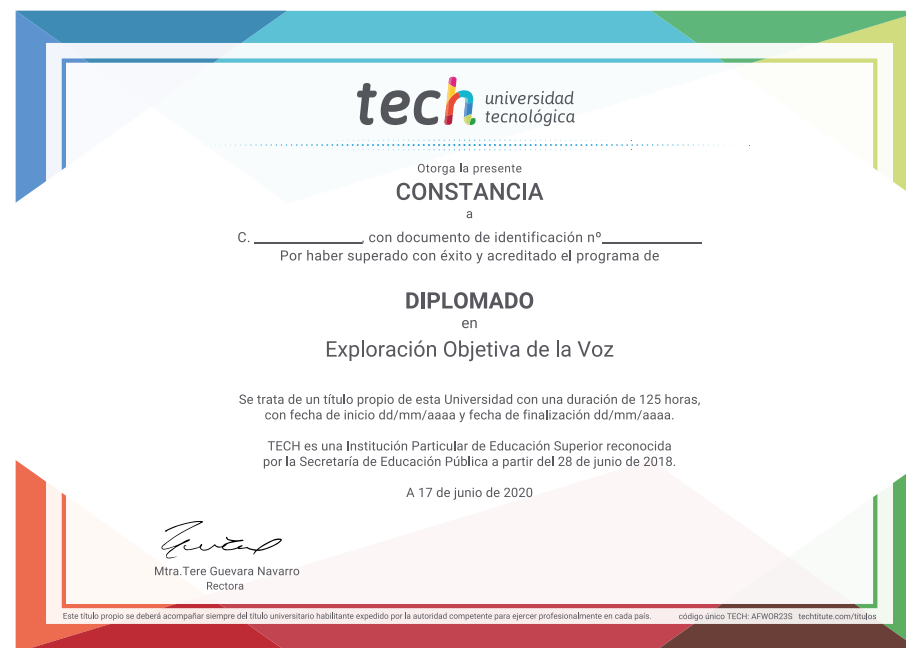 tech universidad
tecnológica
Otorga la presente
CONSTANCIA
a
C. ____________, con documento de identificación nº___________
Por haber superado con éxito y acreditado el programa de
DIPLOMADO
en
Exploración Objetiva de la Voz
Se trata de un título propio de esta Universidad con una duración de 125 horas,
con fecha de inicio dd/mm/aaaa y fecha de finalización dd/mm/aaaa.
TECH es una Institución Particular de Educación Superior reconocida
por la Secretaría de Educación Pública a partir del 28 de junio de 2018.
A 17 de junio de 2020
Mtra.Tere Guevara Navarro
Rectora
Este título propio se deberá acompañar siempre del título universitario habilitante expedido por la autoridad competente para ejercer profesionalmente en cada país. código único TECH: AFWOR23S techtitute.com/titulos